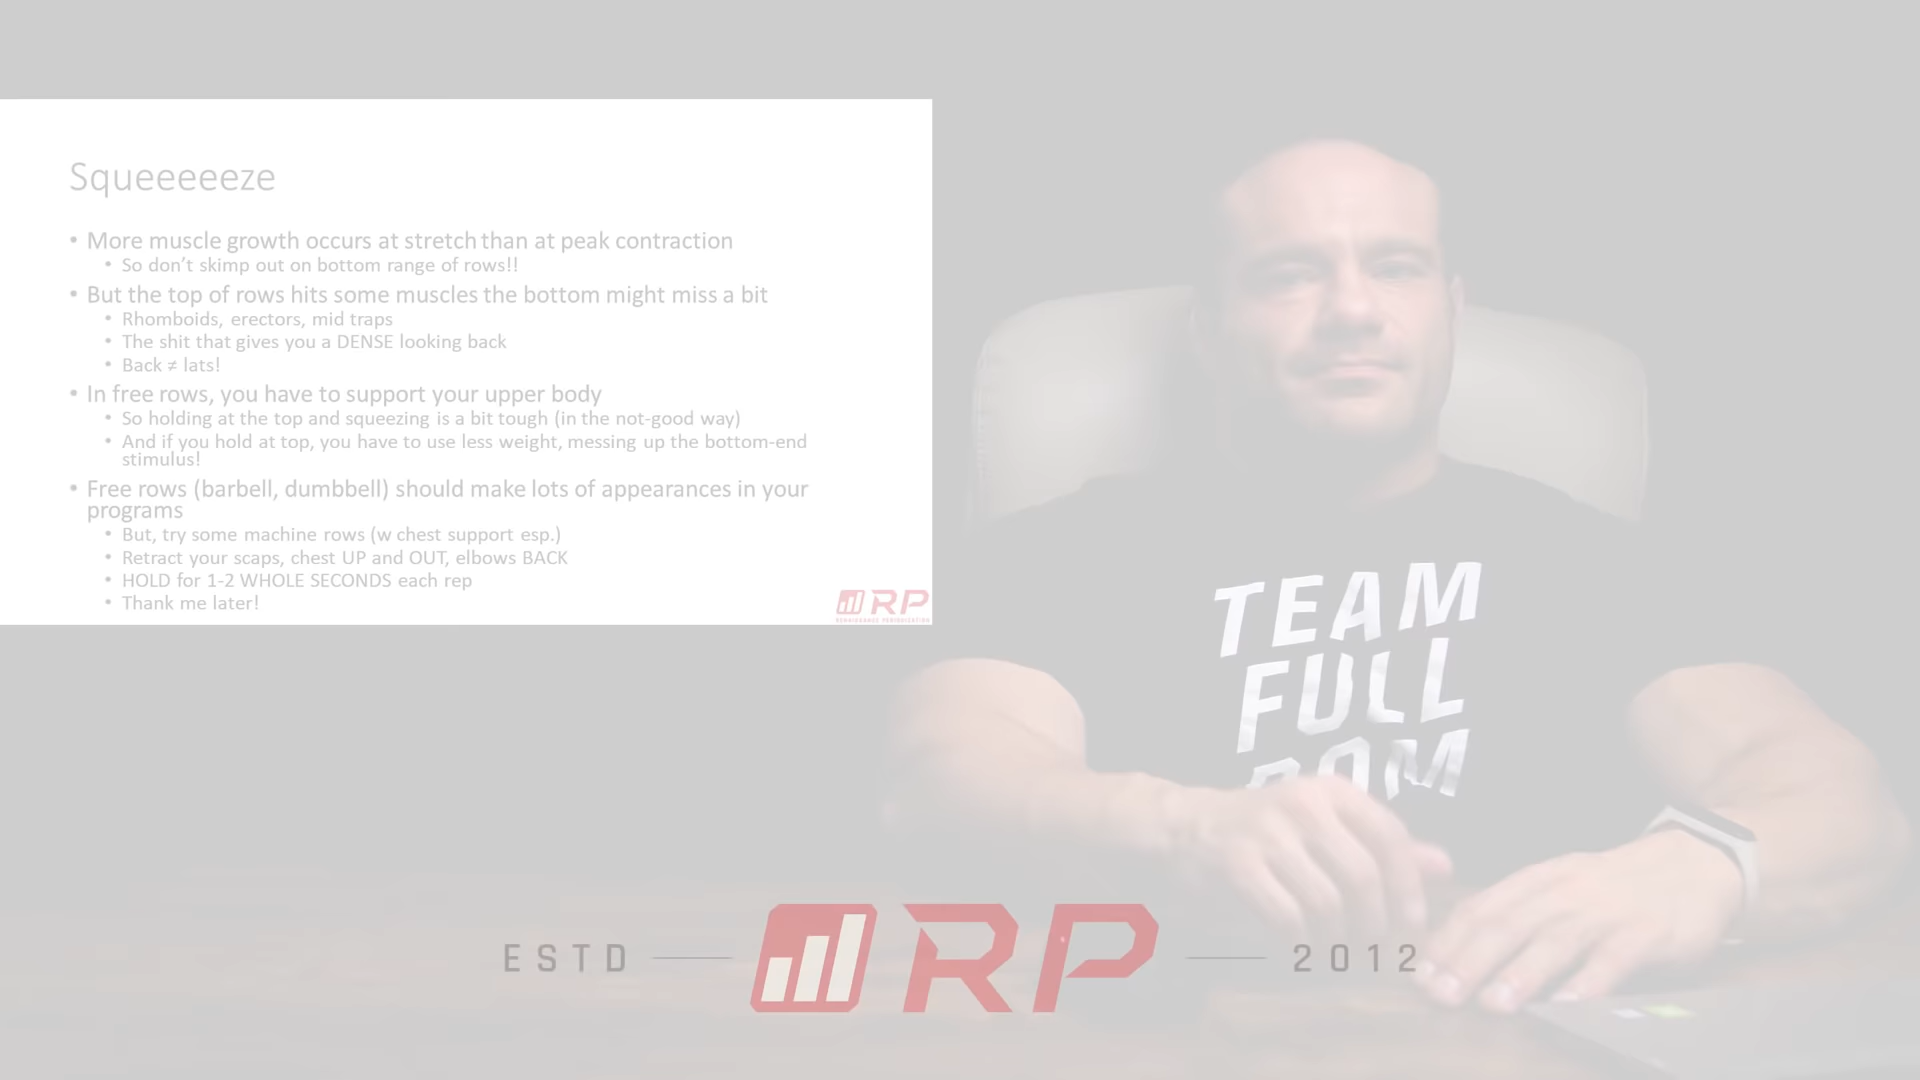 Squeeeeeze
• More muscle growth occurs at stretch than at peak contraction
• So don't skimp out on bottom range of rows!!
• But the top of rows hits some muscles the bottom might miss a bit
• Rhomboids, erectors, mid traps
• The shit that gives you a DENSE looking back
• Back ≠ lats!
• In free rows, you have to support your upper body
• So holding at the top and squeezing is a bit tough (in the not-good way)
• And if you hold at top, you have to use less weight, messing up the bottom-end
stimulus!
• Free rows (barbell, dumbbell) should make lots of appearances in your
programs
• But, try some machine rows (w chest support esp.)
• Retract your scaps, chest UP and OUT, elbows BACK
• HOLD for 1-2 WHOLE SECONDS each rep
• Thank me later!
RP
RENAISSANCE PERIODIZATION
TEAM
FULL
ROM
ESTD RP 2012